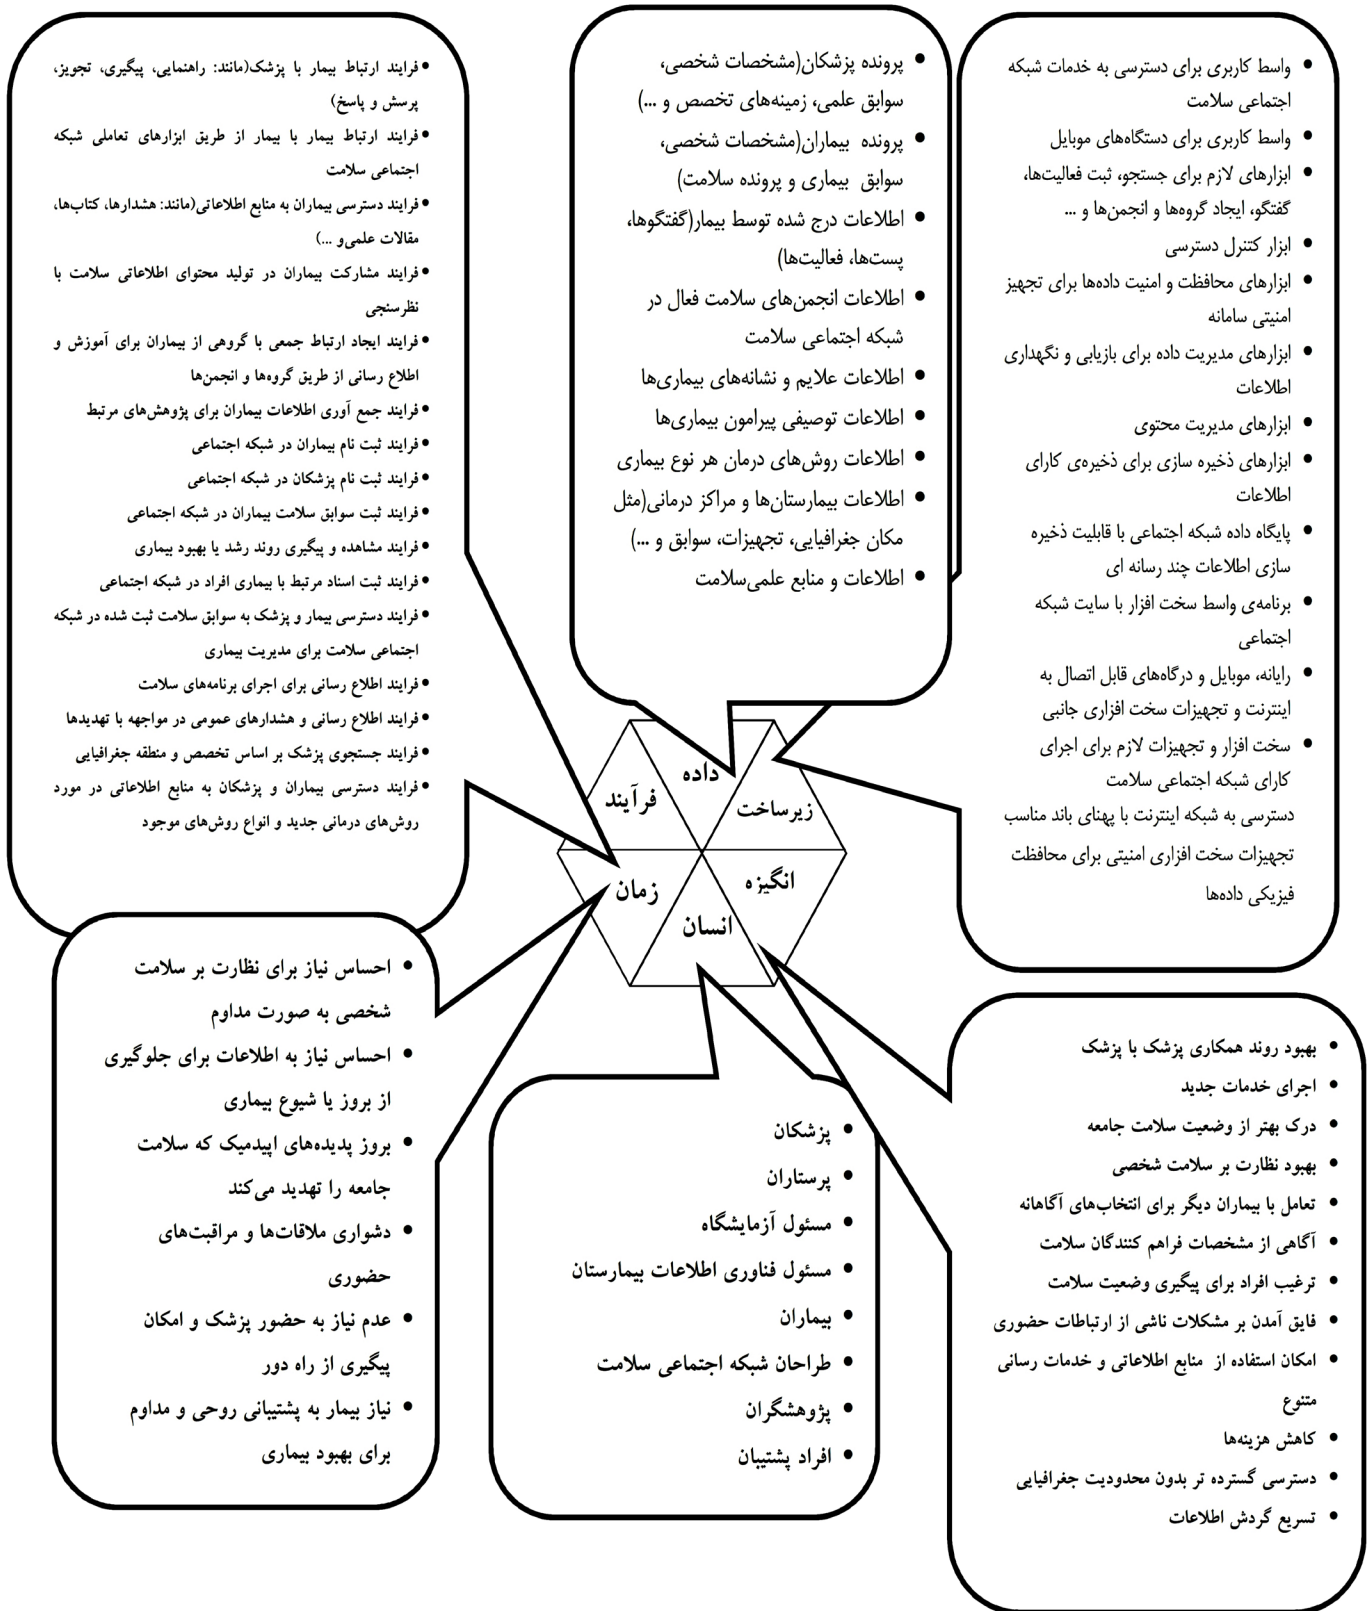 • واسط کاربری برای دسترسی به خدمات شبکه
اجتماعی سلامت
• واسط کاربری برای دستگاه‌های موبایل
• ابزارهای لازم برای جستجو، ثبت فعالیت‌ها،
گفتگو، ایجاد گروه‌ها و انجمن‌ها و ...
• ابزار کنترل دسترسی
• ابزارهای محافظت و امنیت داده‌ها برای تجهیز
امنیتی سامانه
• ابزارهای مدیریت داده برای بازیابی و نگهداری
اطلاعات
• ابزارهای مدیریت محتوی
• ابزارهای ذخیره سازی برای ذخیره‌ی کارای
اطلاعات
• پایگاه داده شبکه اجتماعی با قابلیت ذخیره
سازی اطلاعات چند رسانه ای
• برنامه‌ی واسط سخت افزار با سایت شبکه
اجتماعی
• رایانه، موبایل و درگاه‌های قابل اتصال به
اینترنت و تجهیزات سخت افزاری جانبی
• سخت افزار و تجهیزات لازم برای اجرای
کارای شبکه اجتماعی سلامت
دسترسی به شبکه اینترنت با پهنای باند مناسب
تجهیزات سخت افزاری امنیتی برای محافظت
فیزیکی داده‌ها
• پرونده پزشکان(مشخصات شخصی،
سوابق علمی، زمینه‌های تخصص و ...)
• پرونده بیماران(مشخصات شخصی،
سوابق بیماری و پرونده سلامت)
• اطلاعات درج شده توسط بیمار(گفتگوها،
پست‌ها، فعالیت‌ها)
• اطلاعات انجمن‌های سلامت فعال در
شبکه اجتماعی سلامت
• اطلاعات علایم و نشانه‌های بیماری‌ها
• اطلاعات توصیفی پیرامون بیماری‌ها
• اطلاعات روش‌های درمان هر نوع بیماری
• اطلاعات بیمارستان‌ها و مراکز درمانی(مثل
مکان جغرافیایی، تجهیزات، سوابق و ...)
• اطلاعات و منابع علمی‌سلامت
• فرایند ارتباط بیمار با پزشک(مانند: راهنمایی، پیگیری، تجویز،
پرسش و پاسخ)
• فرایند ارتباط بیمار با بیمار از طریق ابزارهای تعاملی شبکه
اجتماعی سلامت
• فرایند دسترسی بیماران به منابع اطلاعاتی(مانند: هشدارها، کتاب‌ها،
مقالات علمی‌و ...)
• فرایند مشارکت بیماران در تولید محتوای اطلاعاتی سلامت با
نظرسنجی
• فرایند ایجاد ارتباط جمعی با گروهی از بیماران برای آموزش و
اطلاع رسانی از طریق گروه‌ها و انجمن‌ها
• فرایند جمع آوری اطلاعات بیماران برای پژوهش‌های مرتبط
• فرایند ثبت نام بیماران در شبکه اجتماعی
• فرایند ثبت نام پزشکان در شبکه اجتماعی
• فرایند ثبت سوابق سلامت بیماران در شبکه اجتماعی
• فرایند مشاهده و پیگیری روند رشد یا بهبود بیماری
• فرایند ثبت اسناد مرتبط با بیماری افراد در شبکه اجتماعی
• فرایند دسترسی بیمار و پزشک به سوابق سلامت ثبت شده در شبکه
اجتماعی سلامت برای مدیریت بیماری
• فرایند اطلاع رسانی برای اجرای برنامه‌های سلامت
• فرایند اطلاع رسانی و هشدارهای عمومی در مواجهه با تهدیدها
• فرایند جستجوی پزشک بر اساس تخصص و منطقه جغرافیایی
• فرایند دسترسی بیماران و پزشکان به منابع اطلاعاتی در مورد
روش‌های درمانی جدید و انواع روش‌های موجود
داده
زیرساخت
فرآیند
انگیزه
زمان
انسان
• بهبود روند همکاری پزشک با پزشک
• اجرای خدمات جدید
• درک بهتر از وضعیت سلامت جامعه
• بهبود نظارت بر سلامت شخصی
• تعامل با بیماران دیگر برای انتخاب‌های آگاهانه
• آگاهی از مشخصات فراهم کنندگان سلامت
• ترغیب افراد برای پیگیری وضعیت سلامت
• فایق آمدن بر مشکلات ناشی از ارتباطات حضوری
• امکان استفاده از منابع اطلاعاتی و خدمات رسانی
متنوع
• کاهش هزینه‌ها
• دسترسی گسترده تر بدون محدودیت جغرافیایی
• تسریع گردش اطلاعات
• پزشکان
• پرستاران
• مسئول آزمایشگاه
• مسئول فناوری اطلاعات بیمارستان
• بیماران
• طراحان شبکه اجتماعی سلامت
• پژوهشگران
• افراد پشتیبان
• احساس نیاز برای نظارت بر سلامت
شخصی به صورت مداوم
• احساس نیاز به اطلاعات برای جلوگیری
از بروز یا شیوع بیماری
• بروز پدیده‌های اپیدمیک که سلامت
جامعه را تهدید می‌کند
• دشواری ملاقات‌ها و مراقبت‌های
حضوری
• عدم نیاز به حضور پزشک و امکان
پیگیری از راه دور
• نیاز بیمار به پشتیبانی روحی و مداوم
برای بهبود بیماری